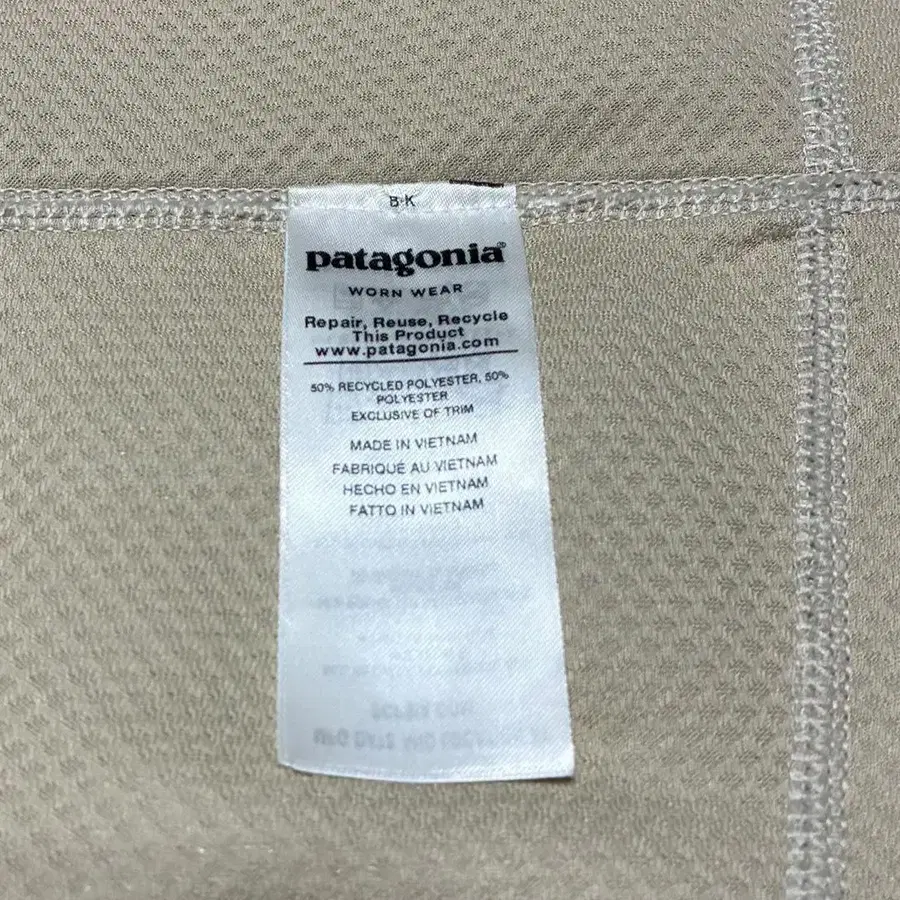 B·K
patagonia®
WORN WEAR
Repair, Reuse, Recycle
This Product
www.patagonia.com
50% RECYCLED POLYESTER, 50%
POLYESTER
EXCLUSIVE OF TRIM
MADE IN VIETNAM
FABRIQUÉ AU VIETNAM
HECHO EN VIETNAM
FATTO IN VIETNAM